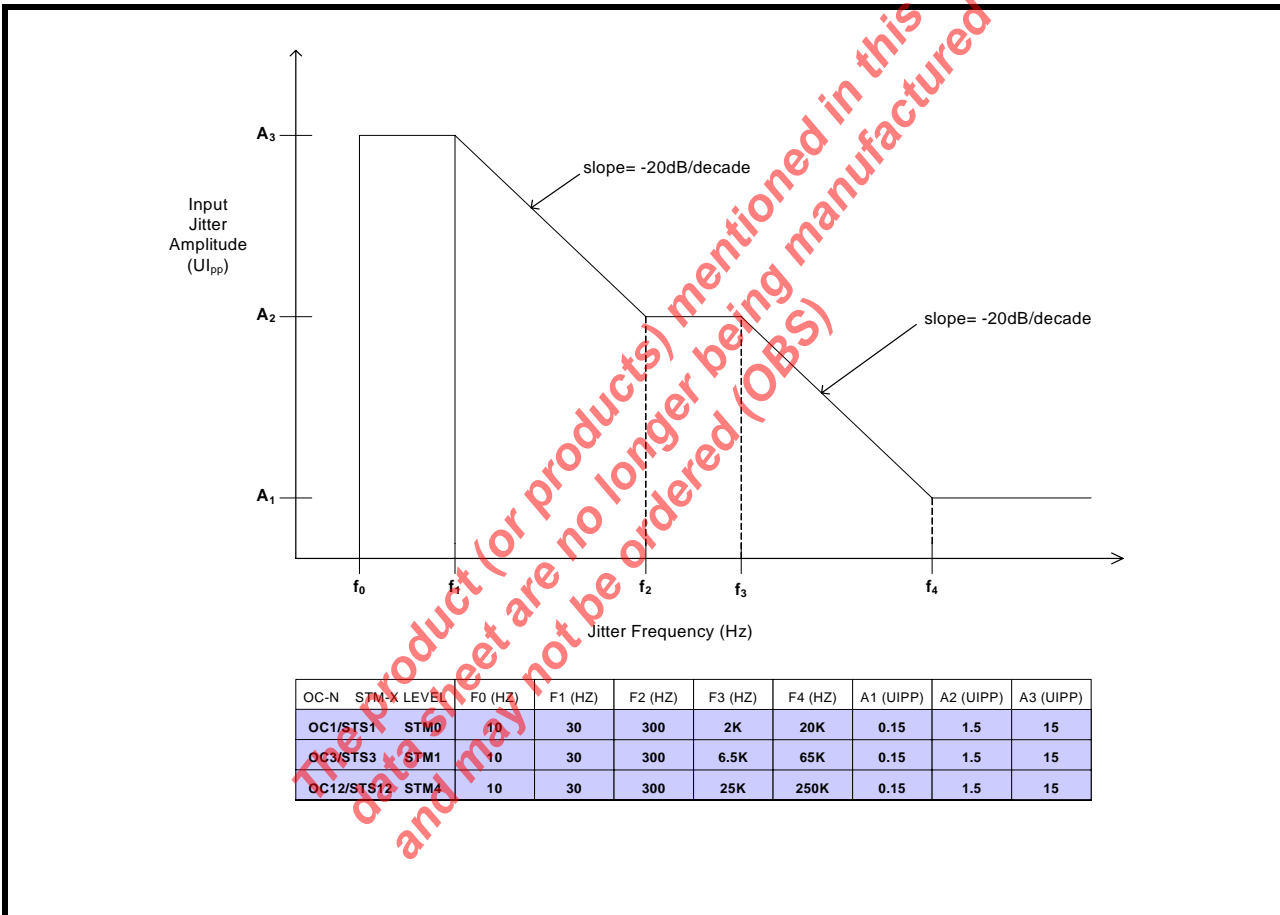 A3
slope= -20dB/decade
Input
Jitter
Amplitude
(UIpp)
A2
slope= -20dB/decade
A1
f0 f1 f2 f3 f4
Jitter Frequency (Hz)
OC-N STM-X LEVEL F0 (HZ) F1 (HZ) F2 (HZ) F3 (HZ) F4 (HZ) A1 (UIPP) A2 (UIPP) A3 (UIPP)
OC1/STS1 STM0 10 30 300 2K 20K 0.15 1.5 15
OC3/STS3 STM1 10 30 300 6.5K 65K 0.15 1.5 15
OC12/STS12 STM4 10 30 300 25K 250K 0.15 1.5 15
The product (or products) mentioned in this
data sheet are no longer being manufactured
and may not be ordered (OBS)